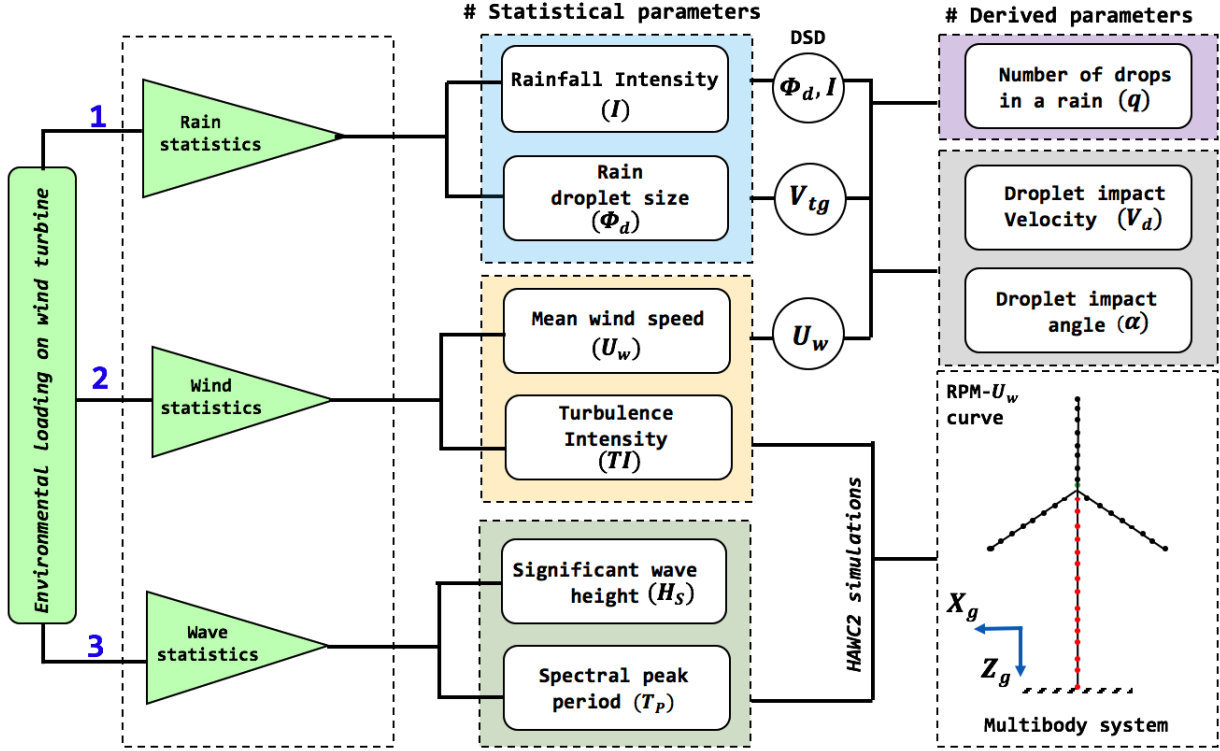 # Statistical parameters
# Derived parameters
Environmental Loading on wind turbine
1
Rain
statistics
2
Wind
statistics
3
Wave
statistics
Rainfall Intensity
(I)
Rain
droplet size
(Φd)
Mean wind speed
(Uw)
Turbulence
Intensity
(TI)
Significant wave
height (HS)
Spectral peak
period (TP)
DSD
Φd, I
Vtg
Uw
HAWC2 simulations
Number of drops
in a rain (q)
Droplet impact
Velocity (Vd)
Droplet impact
angle (α)
RPM-Uw
curve
Xg
Zg
Multibody system